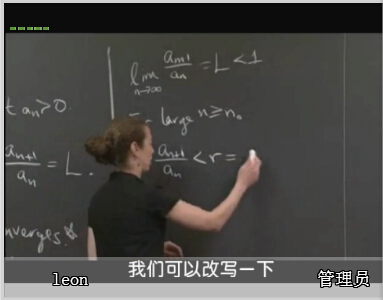 lim a_{n+1}/a_n = L < 1
n→∞
large n ≥ n₀
a_{n+1}/a_n < r =
t a_n > 0
a_{n+1}/a_n = L.
nverges.
我们可以改写一下
leon
管理员